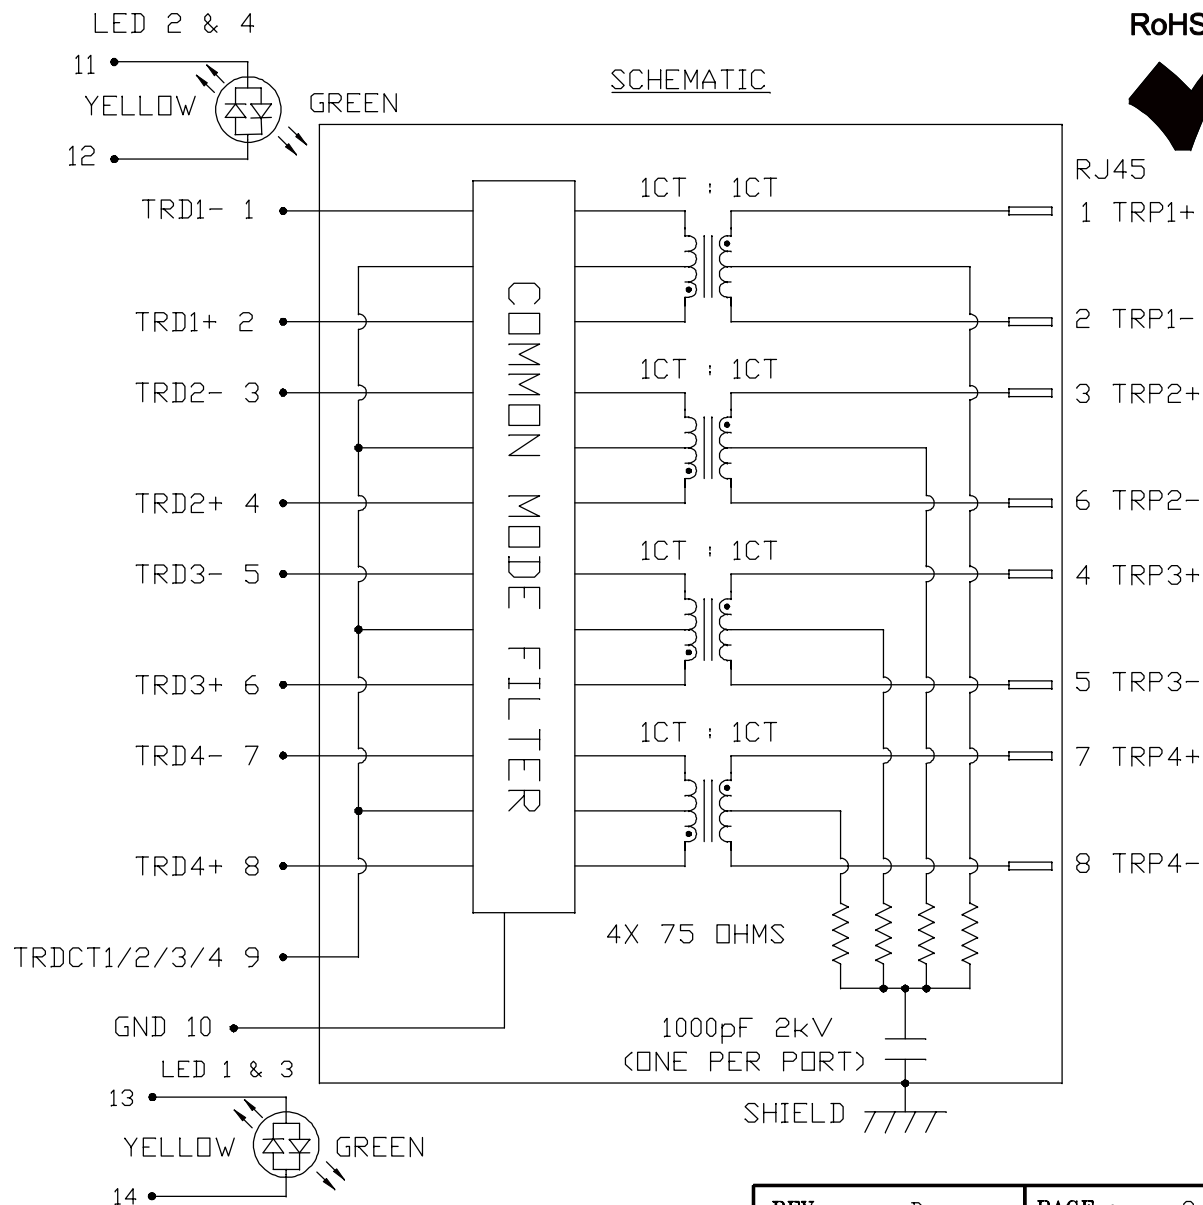 LED 2 & 4
RoHS
11
SCHEMATIC
YELLOW
GREEN
12
RJ45
1CT : 1CT
TRD1- 1
1 TRP1+
COMMON MODE FILTER
TRD1+ 2
2 TRP1-
1CT : 1CT
TRD2- 3
3 TRP2+
TRD2+ 4
6 TRP2-
1CT : 1CT
TRD3- 5
4 TRP3+
TRD3+ 6
5 TRP3-
1CT : 1CT
TRD4- 7
7 TRP4+
TRD4+ 8
8 TRP4-
4X 75 OHMS
TRDCT1/2/3/4 9
GND 10
1000pF 2kV
(ONE PER PORT)
LED 1 & 3
13
SHIELD
YELLOW
GREEN
14